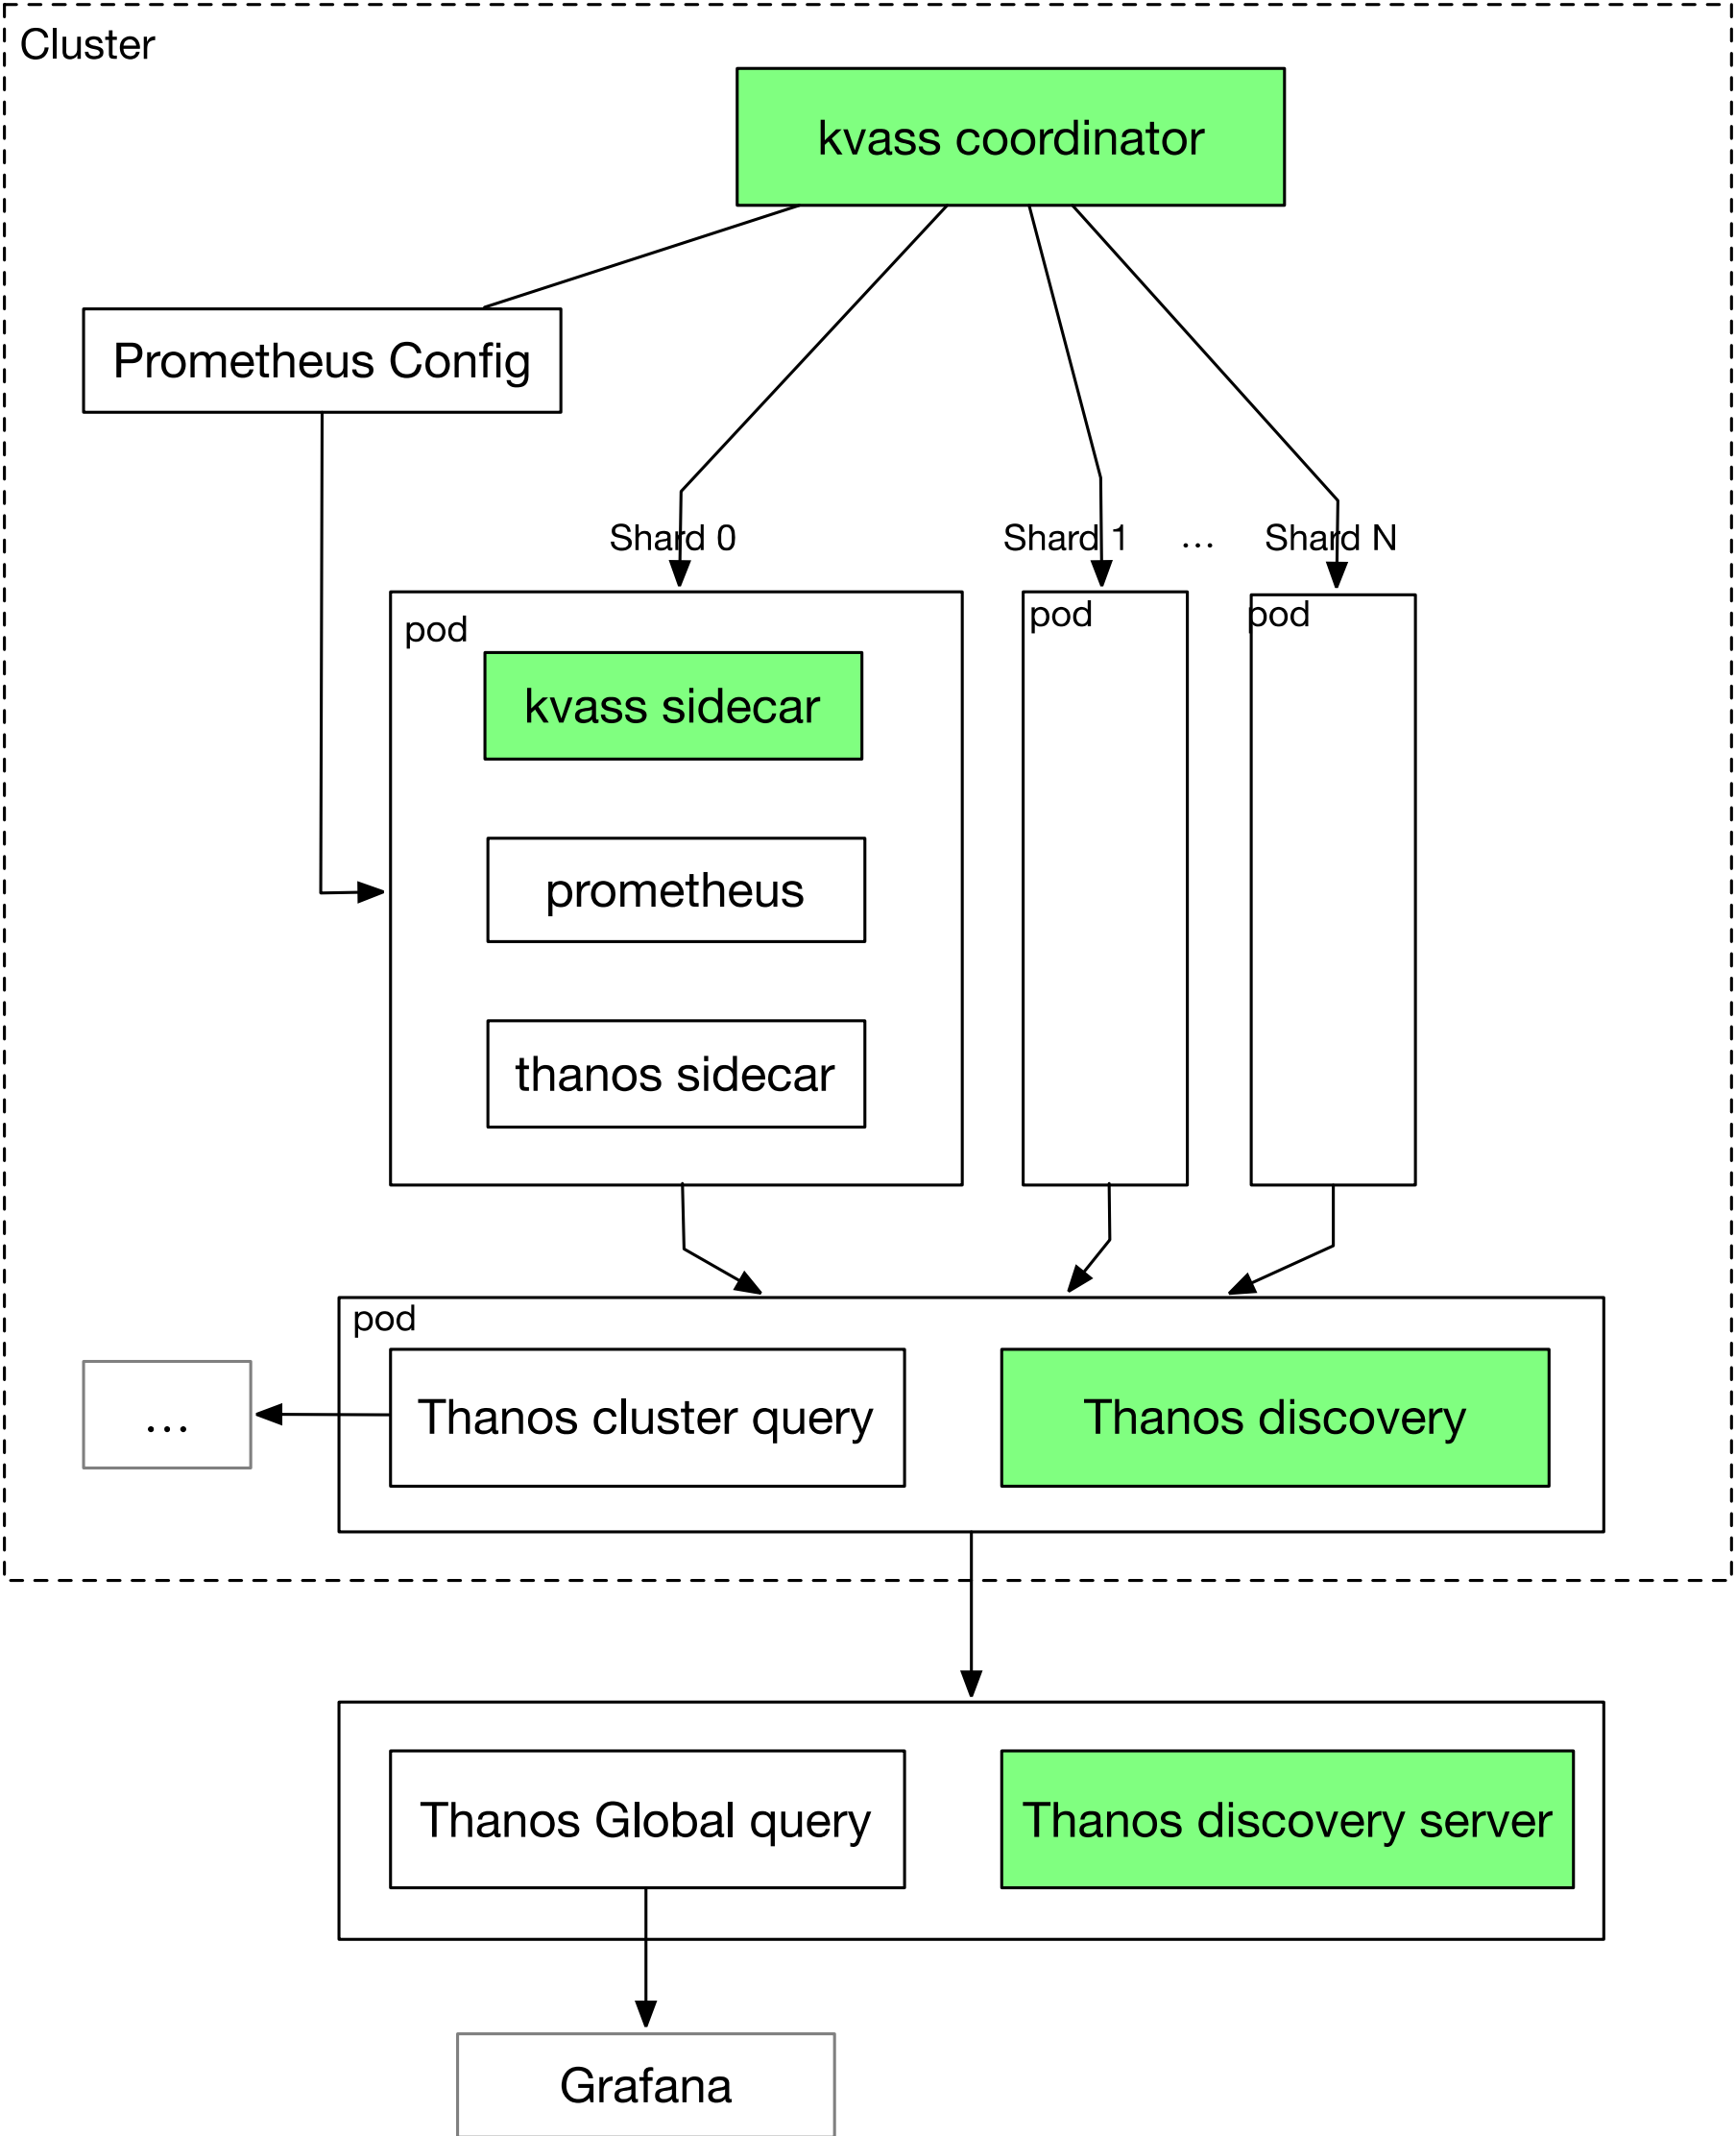 Cluster
kvass coordinator
Prometheus Config
Shard 0
Shard 1
...
Shard N
pod
pod
pod
kvass sidecar
prometheus
thanos sidecar
pod
...
Thanos cluster query
Thanos discovery
Thanos Global query
Thanos discovery server
Grafana